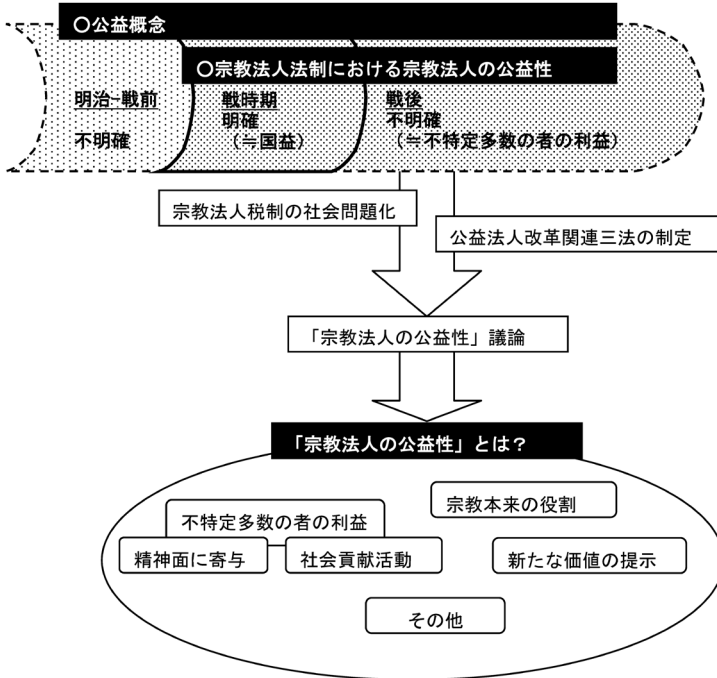 〇公益概念
〇宗教法人法制における宗教法人の公益性
明治-戦前
不明確
戦時期
明確
（≒国益）
戦後
不明確
（≒不特定多数の者の利益）
宗教法人税制の社会問題化
公益法人改革関連三法の制定
「宗教法人の公益性」議論
「宗教法人の公益性」とは？
宗教本来の役割
不特定多数の者の利益
精神面に寄与
社会貢献活動
新たな価値の提示
その他